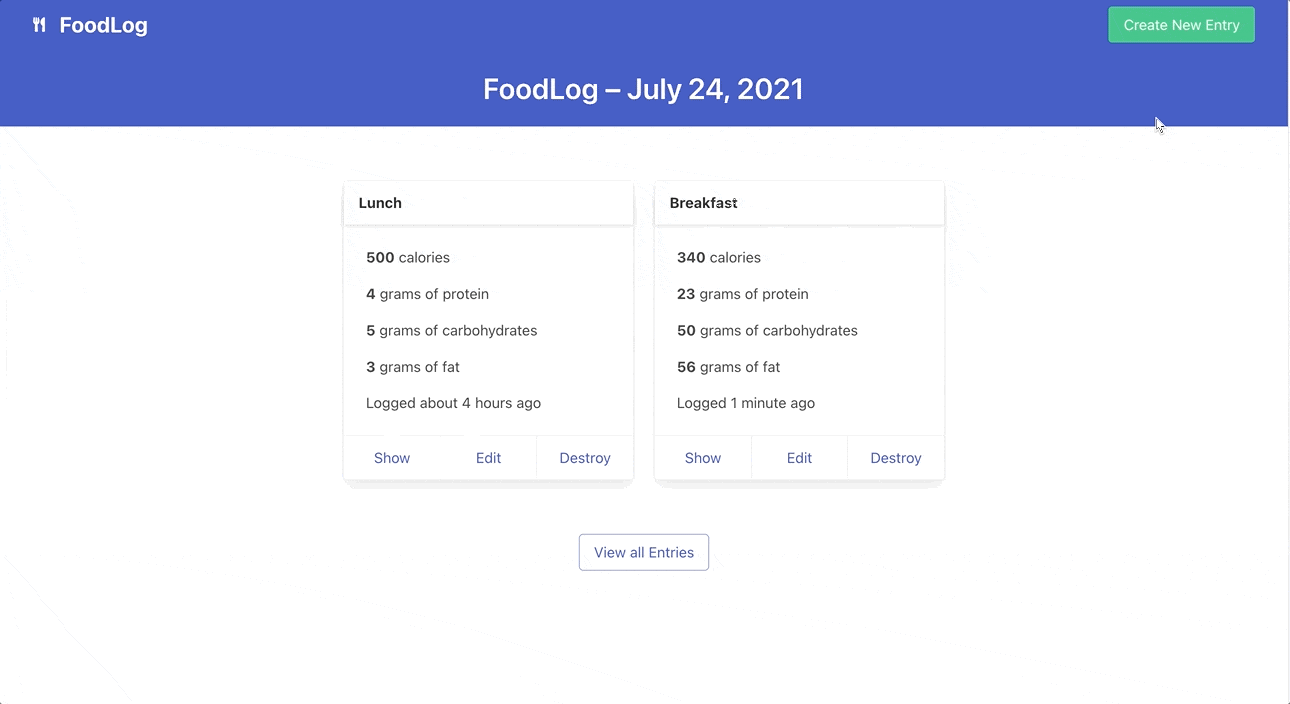 FoodLog
Create New Entry
FoodLog – July 24, 2021
Lunch
500 calories
4 grams of protein
5 grams of carbohydrates
3 grams of fat
Logged about 4 hours ago
Show Edit Destroy
Breakfast
340 calories
23 grams of protein
50 grams of carbohydrates
56 grams of fat
Logged 1 minute ago
Show Edit Destroy
View all Entries